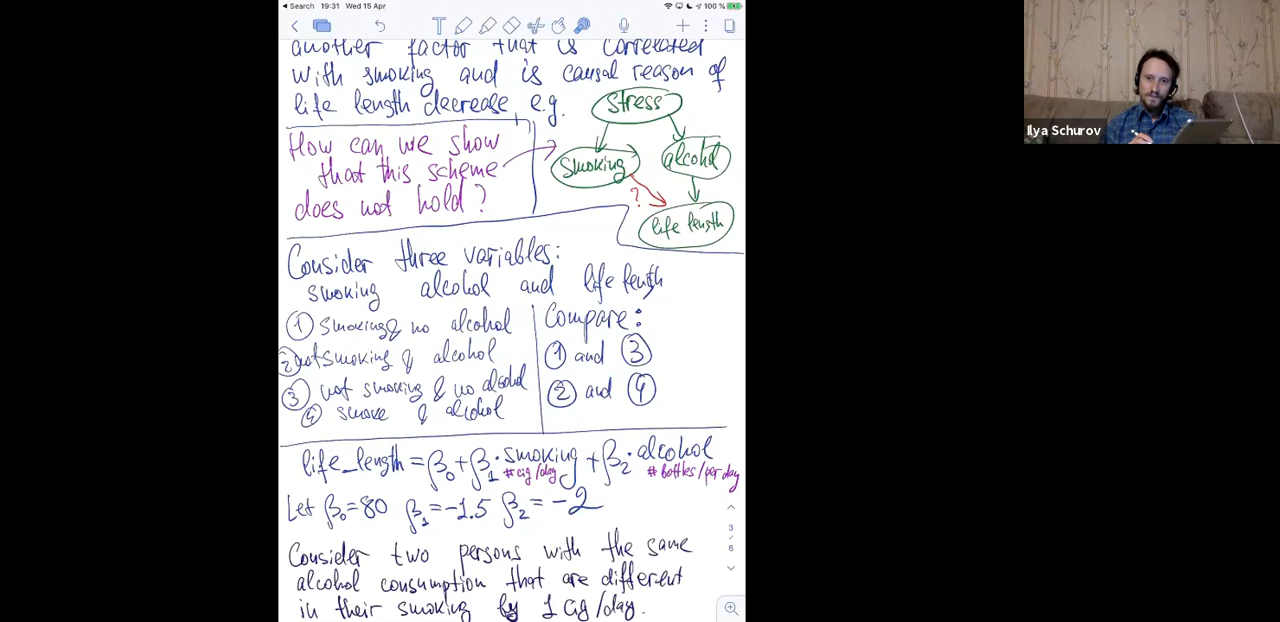 Search 19:31 Wed 15 Apr 100 %
another factor that is correlated
with smoking and is causal reason of
life length decrease, e.g.
Stress
Smoking
alcohol
?
life length
How can we show
that this scheme
does not hold?
Consider three variables:
smoking alcohol and life length
① Smoking & no alcohol
② not smoking & alcohol
③ not smoking & no alcohol
④ smoke & alcohol
Compare:
① and ③
② and ④
life_length = β₀ + β₁ · smoking + β₂ · alcohol
# cig/day # bottles/per day
Let β₀ = 80 β₁ = -1.5 β₂ = -2
Consider two persons with the same
alcohol consumption that are different
in their smoking by 1 cig/day.
3
/
6
Ilya Schurov